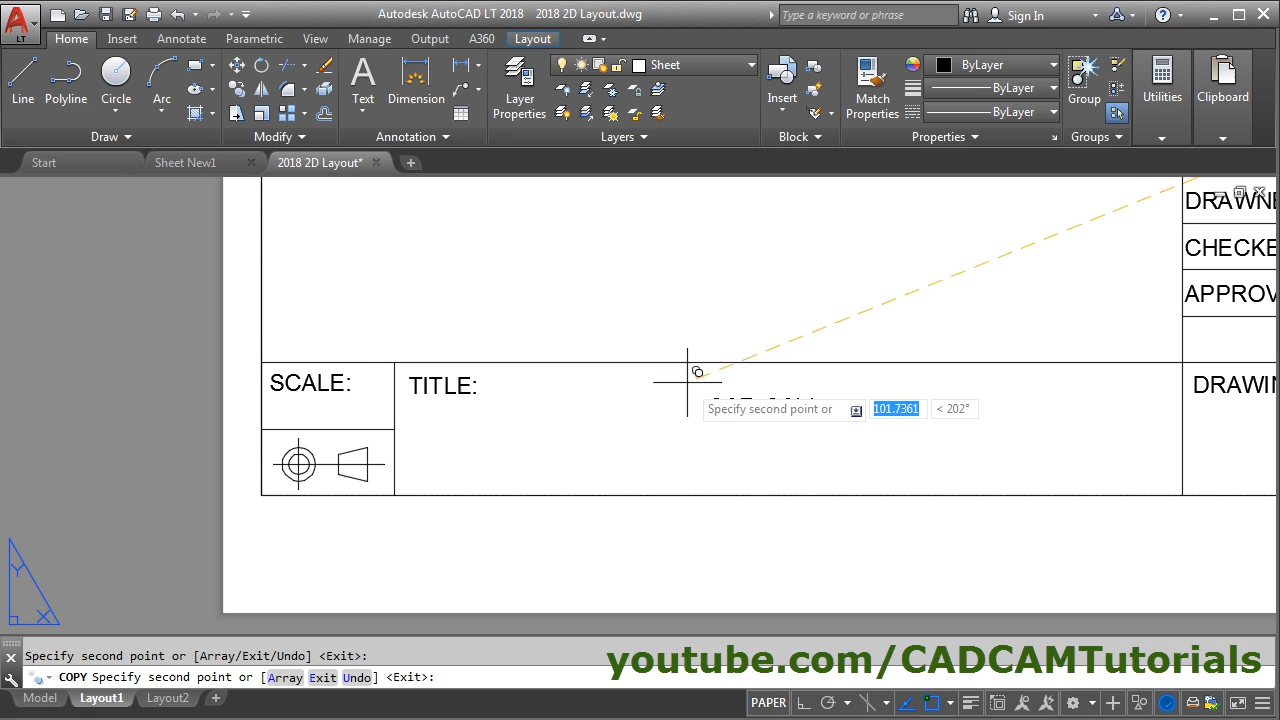 Autodesk AutoCAD LT 2018 2018 2D Layout.dwg
Type a keyword or phrase
Sign In
LT
Home Insert Annotate Parametric View Manage Output A360 Layout
Line Polyline Circle Arc
Text Dimension
Layer Properties
Sheet
Insert
Match Properties
ByLayer
ByLayer
ByLayer
Group
Utilities
Clipboard
Draw Modify Annotation Layers Block Properties Groups
Start Sheet New1 2018 2D Layout*
DRAWNE
CHECKE
APPROV
SCALE: TITLE: DRAWIN
Specify second point or 101.7361 < 202°
Y
X
Specify second point or [Array/Exit/Undo] <Exit>:
COPY Specify second point or [Array Exit Undo] <Exit>:
youtube.com/CADCAMTutorials
Model Layout1 Layout2 +
PAPER